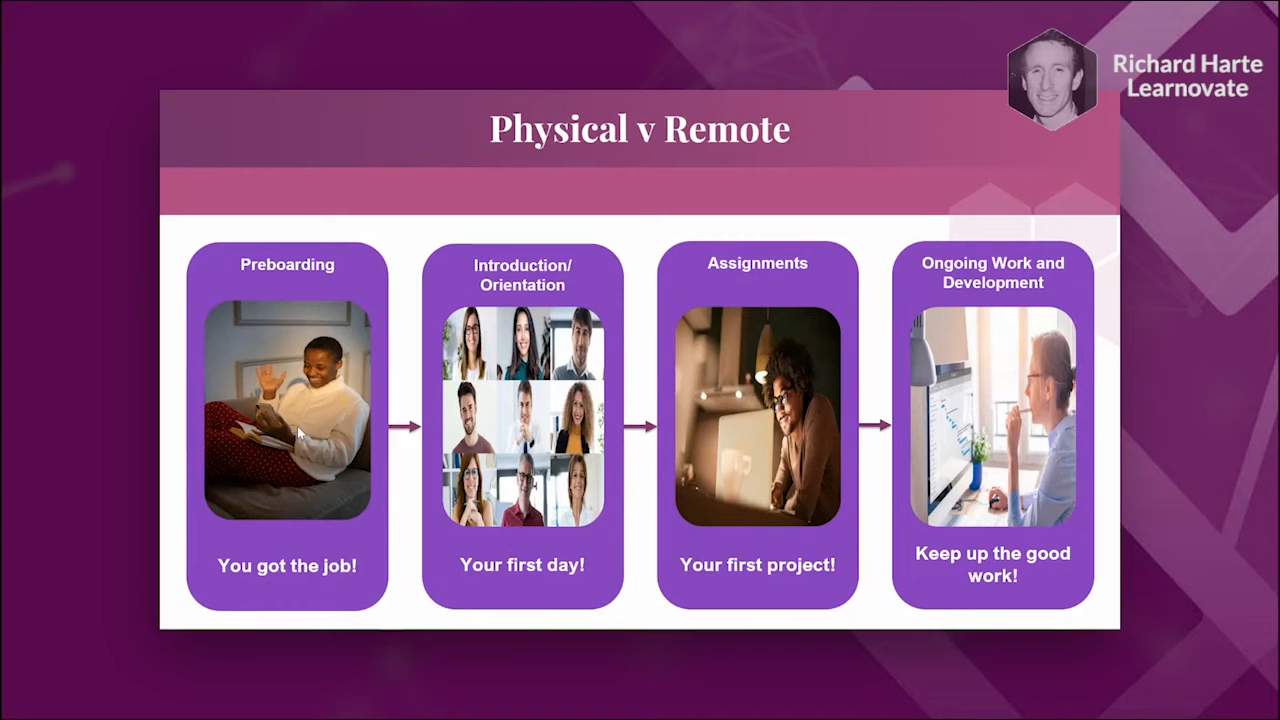 Richard Harte
Learnovate
Physical v Remote
Preboarding
You got the job!
Introduction/
Orientation
Your first day!
Assignments
Your first project!
Ongoing Work and
Development
Keep up the good
work!